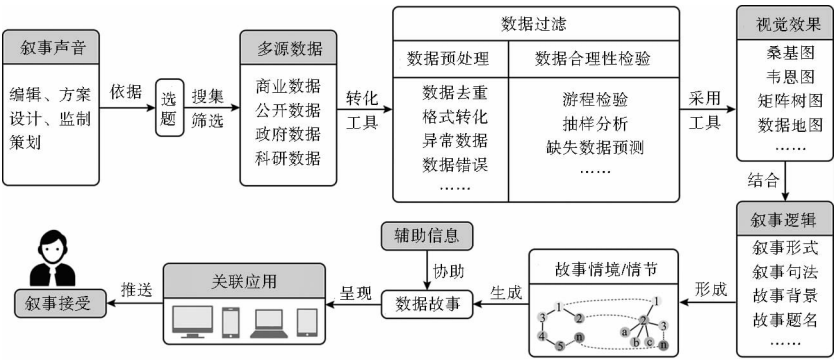 叙事声音
编辑、方案
设计、监制
策划
依据
选题
搜集
筛选
多源数据
商业数据
公开数据
政府数据
科研数据
转化
工具
数据过滤
数据预处理
数据去重
格式转化
异常数据
数据错误
……
数据合理性检验
游程检验
抽样分析
缺失数据预测
……
采用
工具
视觉效果
桑基图
韦恩图
矩阵树图
数据地图
……
结合
叙事逻辑
叙事形式
叙事句法
故事背景
故事题名
……
形成
故事情境/情节
1
2
3
4
5
n
1
2
3
a
b
c
n
生成
辅助信息
协助
数据故事
呈现
关联应用
推送
叙事接受